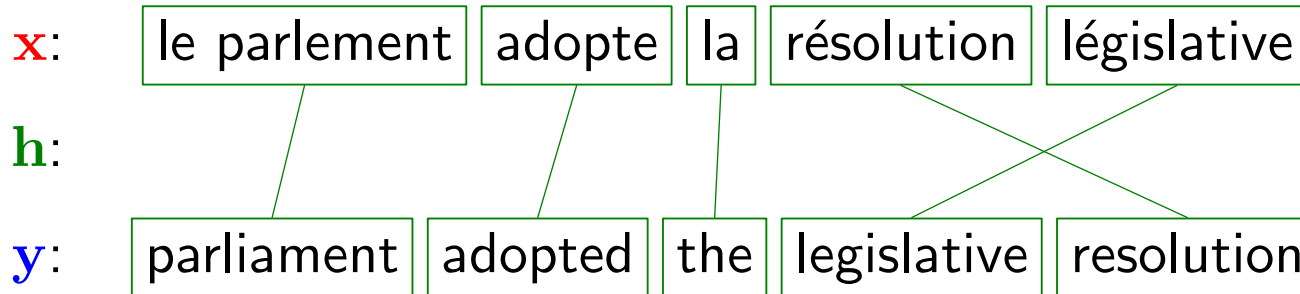 x: le parlement adopte la résolution législative
h:
y: parliament adopted the legislative resolution